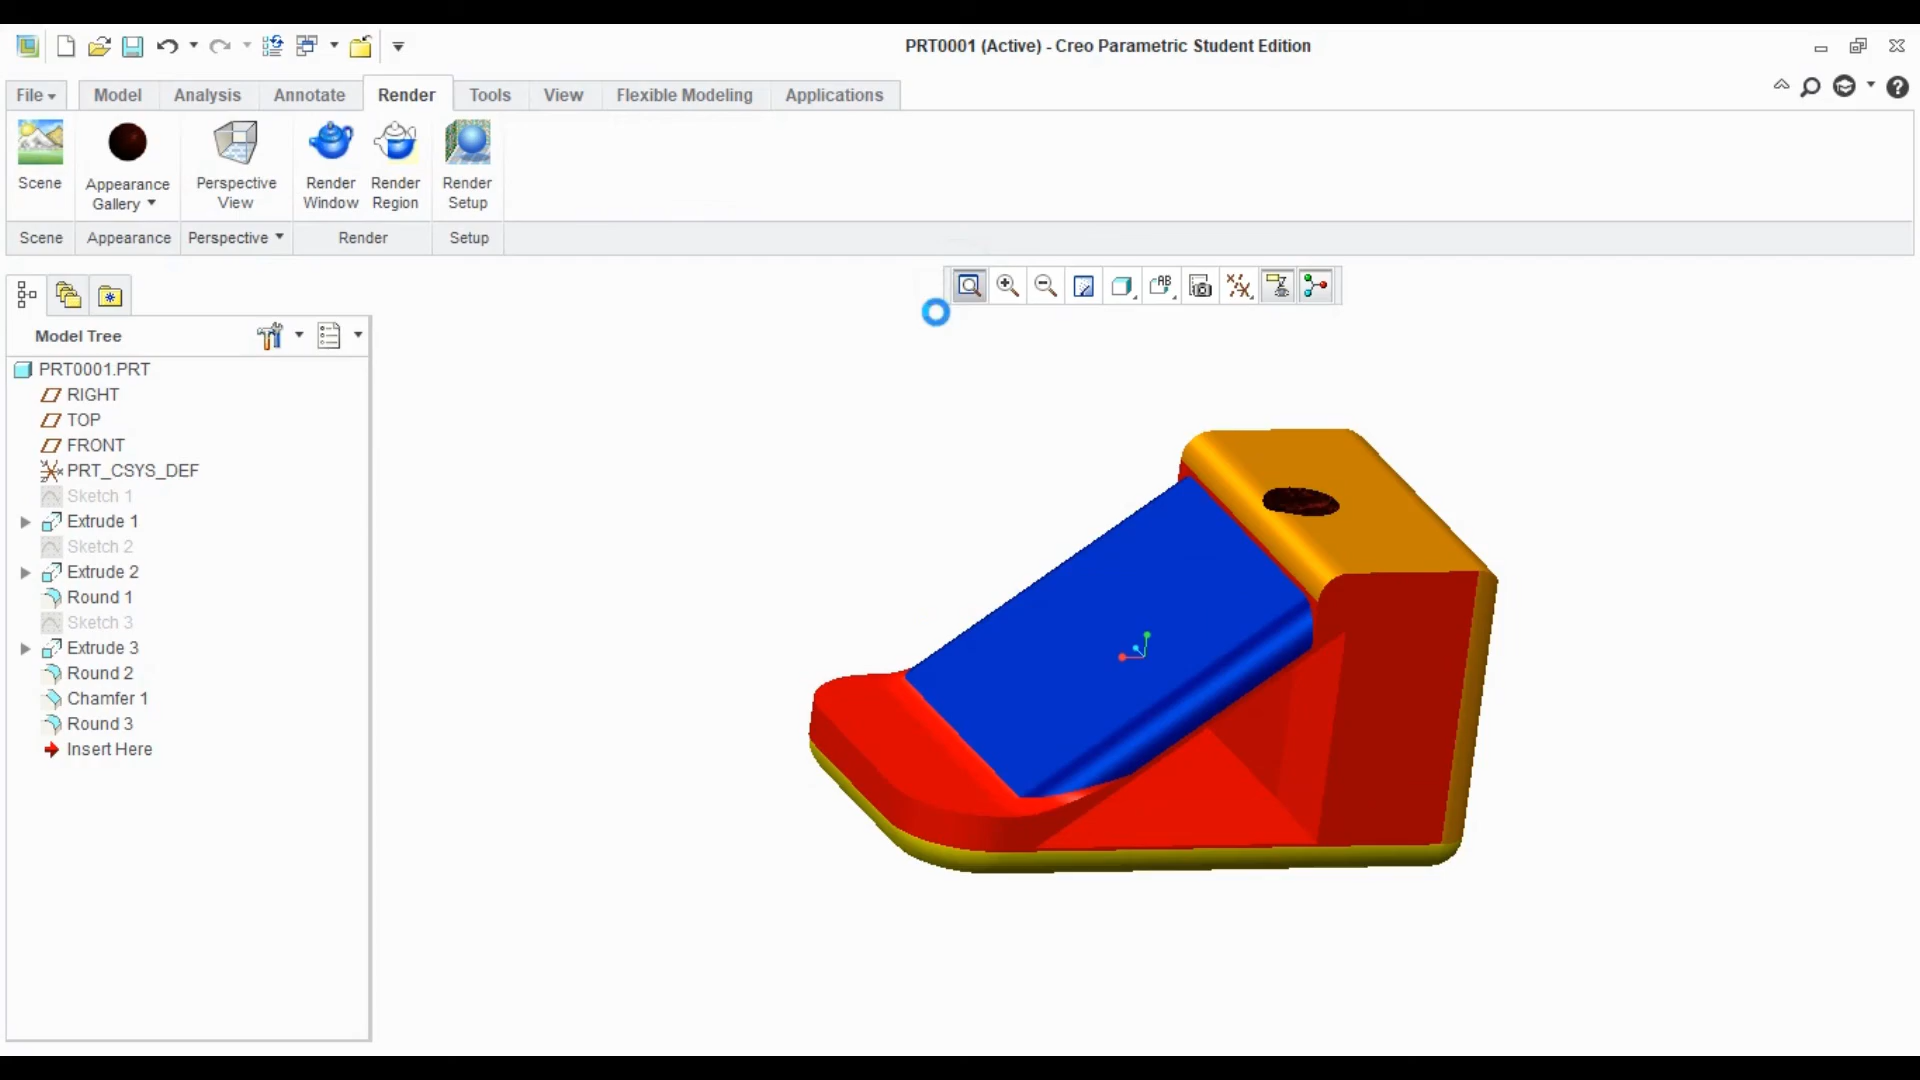 PRT0001 (Active) - Creo Parametric Student Edition
File Model Analysis Annotate Render Tools View Flexible Modeling Applications
Scene Appearance Gallery Perspective View Render Window Render Region Render Setup
Scene Appearance Perspective Render Setup
AB
Model Tree
PRT0001.PRT
RIGHT
TOP
FRONT
PRT_CSYS_DEF
Sketch 1
Extrude 1
Sketch 2
Extrude 2
Round 1
Sketch 3
Extrude 3
Round 2
Chamfer 1
Round 3
Insert Here